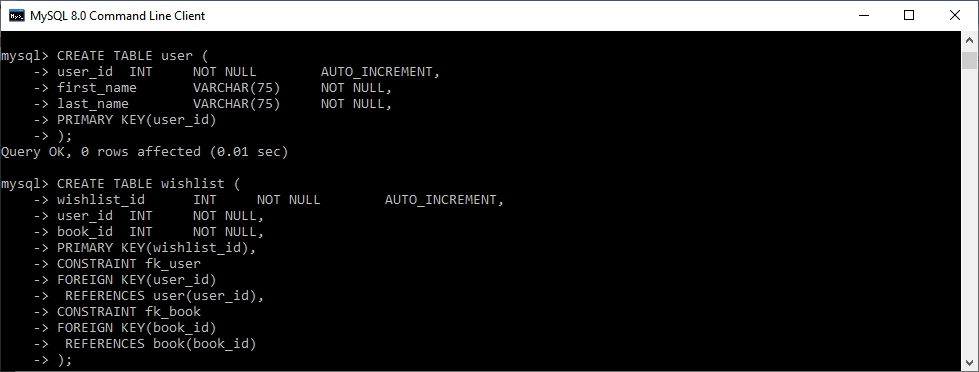 MySQL 8.0 Command Line Client
mysql> CREATE TABLE user (
    -> user_id  INT     NOT NULL        AUTO_INCREMENT,
    -> first_name       VARCHAR(75)     NOT NULL,
    -> last_name        VARCHAR(75)     NOT NULL,
    -> PRIMARY KEY(user_id)
    -> );
Query OK, 0 rows affected (0.01 sec)
mysql> CREATE TABLE wishlist (
    -> wishlist_id      INT     NOT NULL        AUTO_INCREMENT,
    -> user_id  INT     NOT NULL,
    -> book_id  INT     NOT NULL,
    -> PRIMARY KEY(wishlist_id),
    -> CONSTRAINT fk_user
    -> FOREIGN KEY(user_id)
    ->  REFERENCES user(user_id),
    -> CONSTRAINT fk_book
    -> FOREIGN KEY(book_id)
    ->  REFERENCES book(book_id)
    -> );